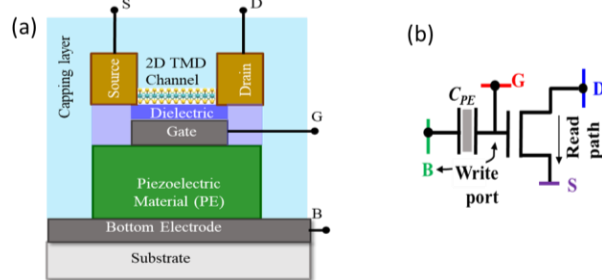 (a)
S
D
Capping layer
Source
2D TMD
Channel
Drain
Dielectric
Gate
G
Piezoelectric
Material (PE)
B
Bottom Electrode
Substrate
(b)
G
D
CPE
B
Write
port
Read
path
S